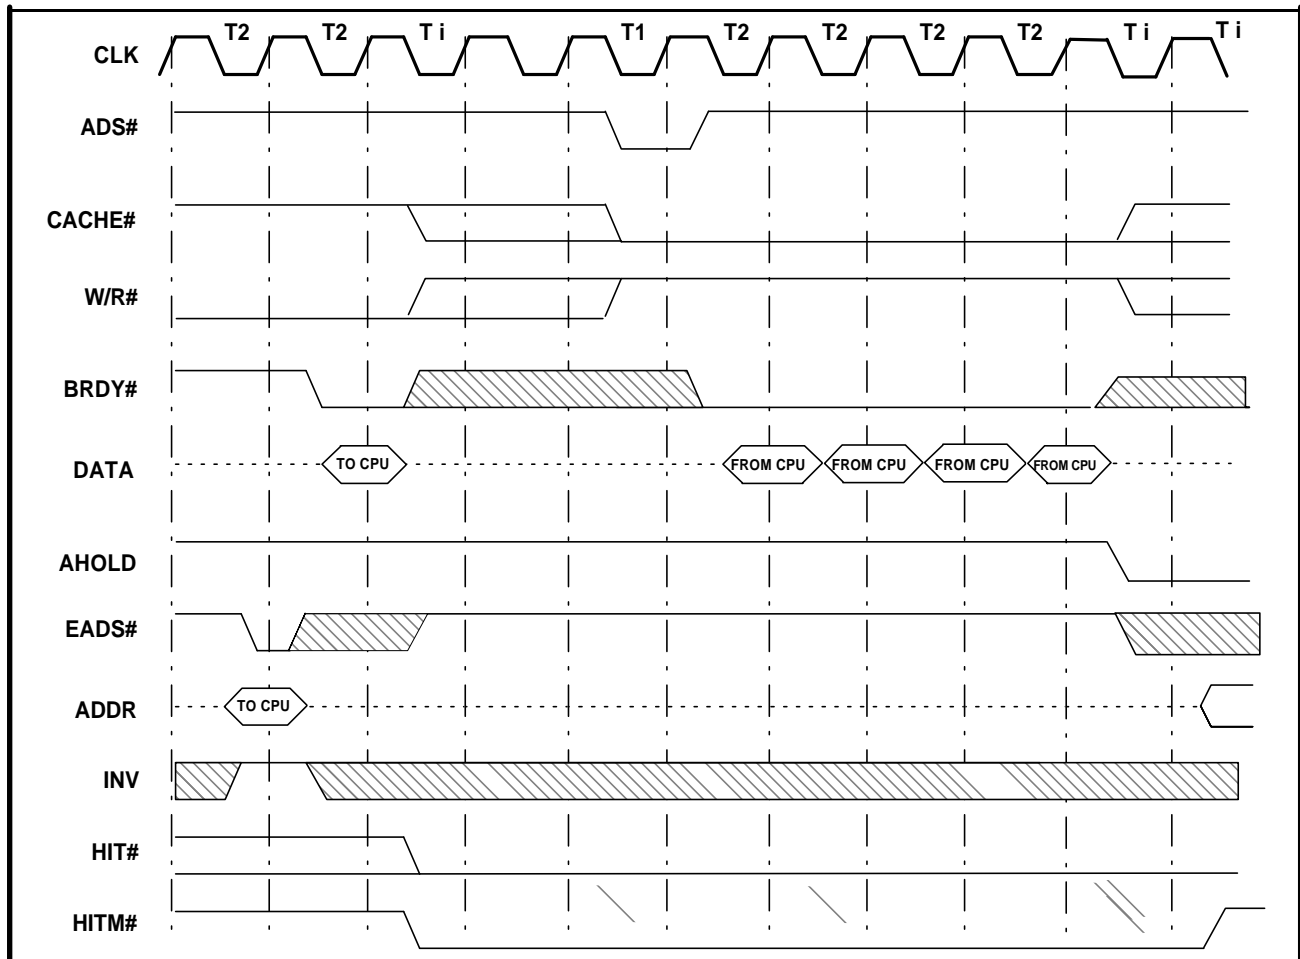 T2 T2 T i T1 T2 T2 T2 T2 T i T i
CLK
ADS#
CACHE#
W/R#
BRDY#
DATA
TO CPU FROM CPU FROM CPU FROM CPU FROM CPU
AHOLD
EADS#
ADDR
TO CPU
INV
HIT#
HITM#